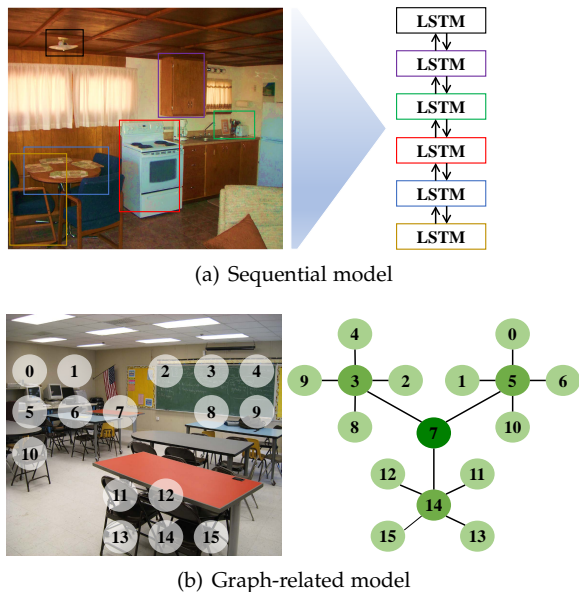 LSTM
LSTM
LSTM
LSTM
LSTM
LSTM
(a) Sequential model
0 1 2 3 4
5 6 7 8 9
10
11 12
13 14 15
4 0
9 3 2 1 5 6
8 7 10
12 11
14
15 13
(b) Graph-related model